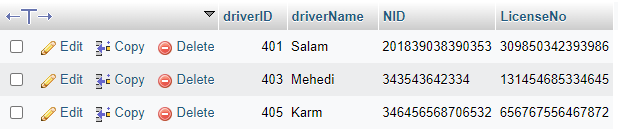 driverID driverName NID LicenseNo
Edit Copy Delete 401 Salam 201839038390353 309850342393986
Edit Copy Delete 403 Mehedi 343543642334 131454685334645
Edit Copy Delete 405 Karm 346456568706532 656767556467872